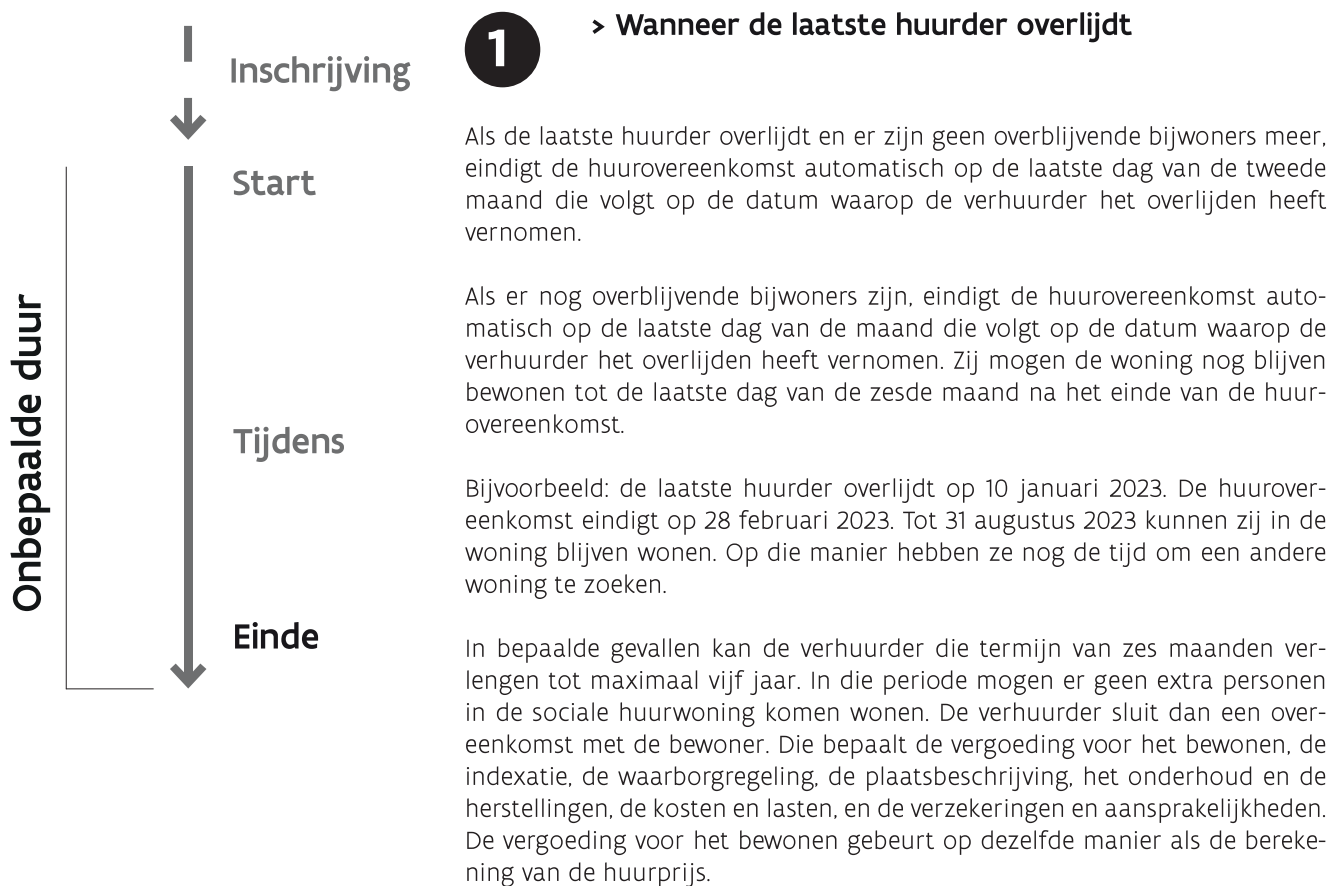 Onbepaalde duur
Inschrijving
Start
Tijdens
Einde
1
> Wanneer de laatste huurder overlijdt
Als de laatste huurder overlijdt en er zijn geen overblijvende bijwoners meer,
eindigt de huurovereenkomst automatisch op de laatste dag van de tweede
maand die volgt op de datum waarop de verhuurder het overlijden heeft
vernomen.
Als er nog overblijvende bijwoners zijn, eindigt de huurovereenkomst auto-
matisch op de laatste dag van de maand die volgt op de datum waarop de
verhuurder het overlijden heeft vernomen. Zij mogen de woning nog blijven
bewonen tot de laatste dag van de zesde maand na het einde van de huur-
overeenkomst.
Bijvoorbeeld: de laatste huurder overlijdt op 10 januari 2023. De huurover-
eenkomst eindigt op 28 februari 2023. Tot 31 augustus 2023 kunnen zij in de
woning blijven wonen. Op die manier hebben ze nog de tijd om een andere
woning te zoeken.
In bepaalde gevallen kan de verhuurder die termijn van zes maanden ver-
lengen tot maximaal vijf jaar. In die periode mogen er geen extra personen
in de sociale huurwoning komen wonen. De verhuurder sluit dan een over-
eenkomst met de bewoner. Die bepaalt de vergoeding voor het bewonen, de
indexatie, de waarborgregeling, de plaatsbeschrijving, het onderhoud en de
herstellingen, de kosten en lasten, en de verzekeringen en aansprakelijkheden.
De vergoeding voor het bewonen gebeurt op dezelfde manier als de bereke-
ning van de huurprijs.